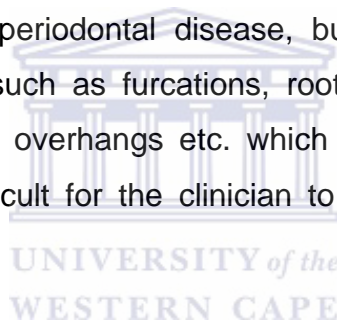 periodontal disease, bu
such as furcations, root
overhangs etc. which
cult for the clinician to
UNIVERSITY of the
WESTERN CAPE